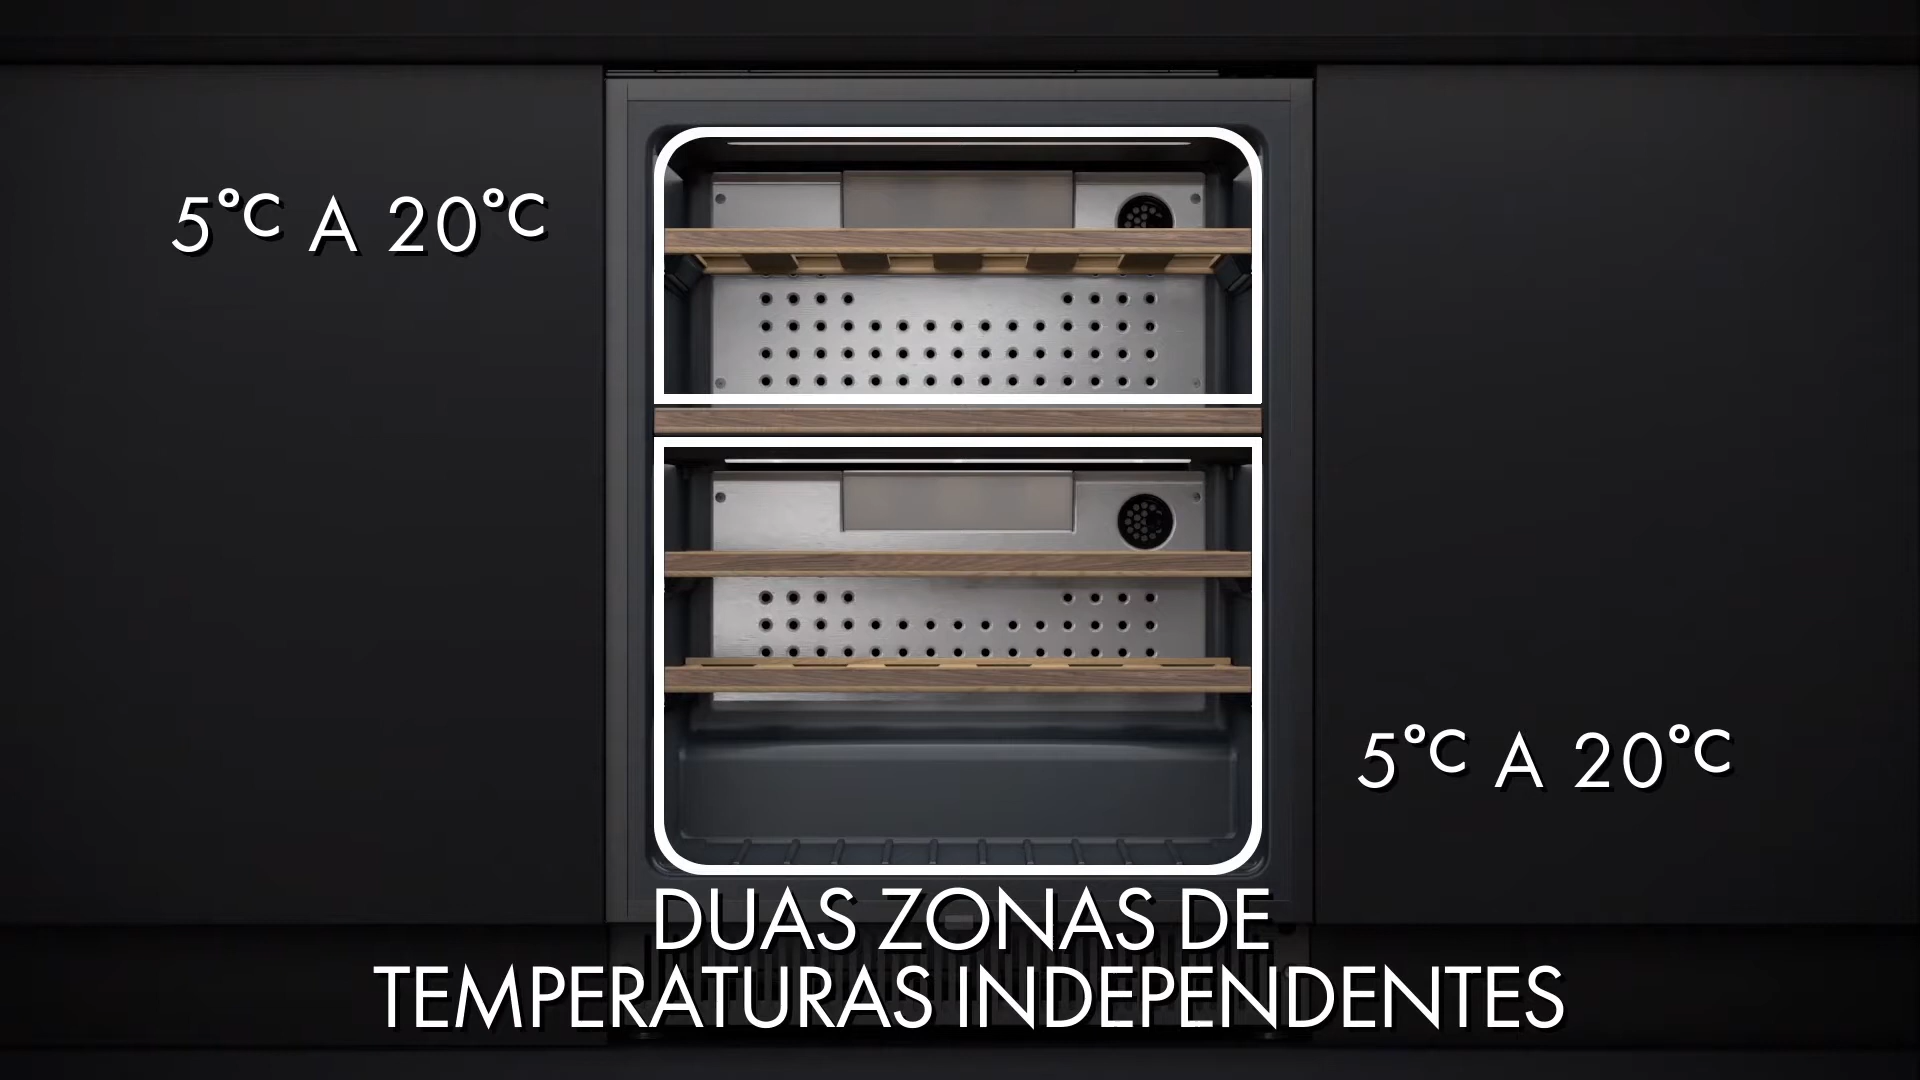 5°C A 20°C
5°C A 20°C
DUAS ZONAS DE
TEMPERATURAS INDEPENDENTES